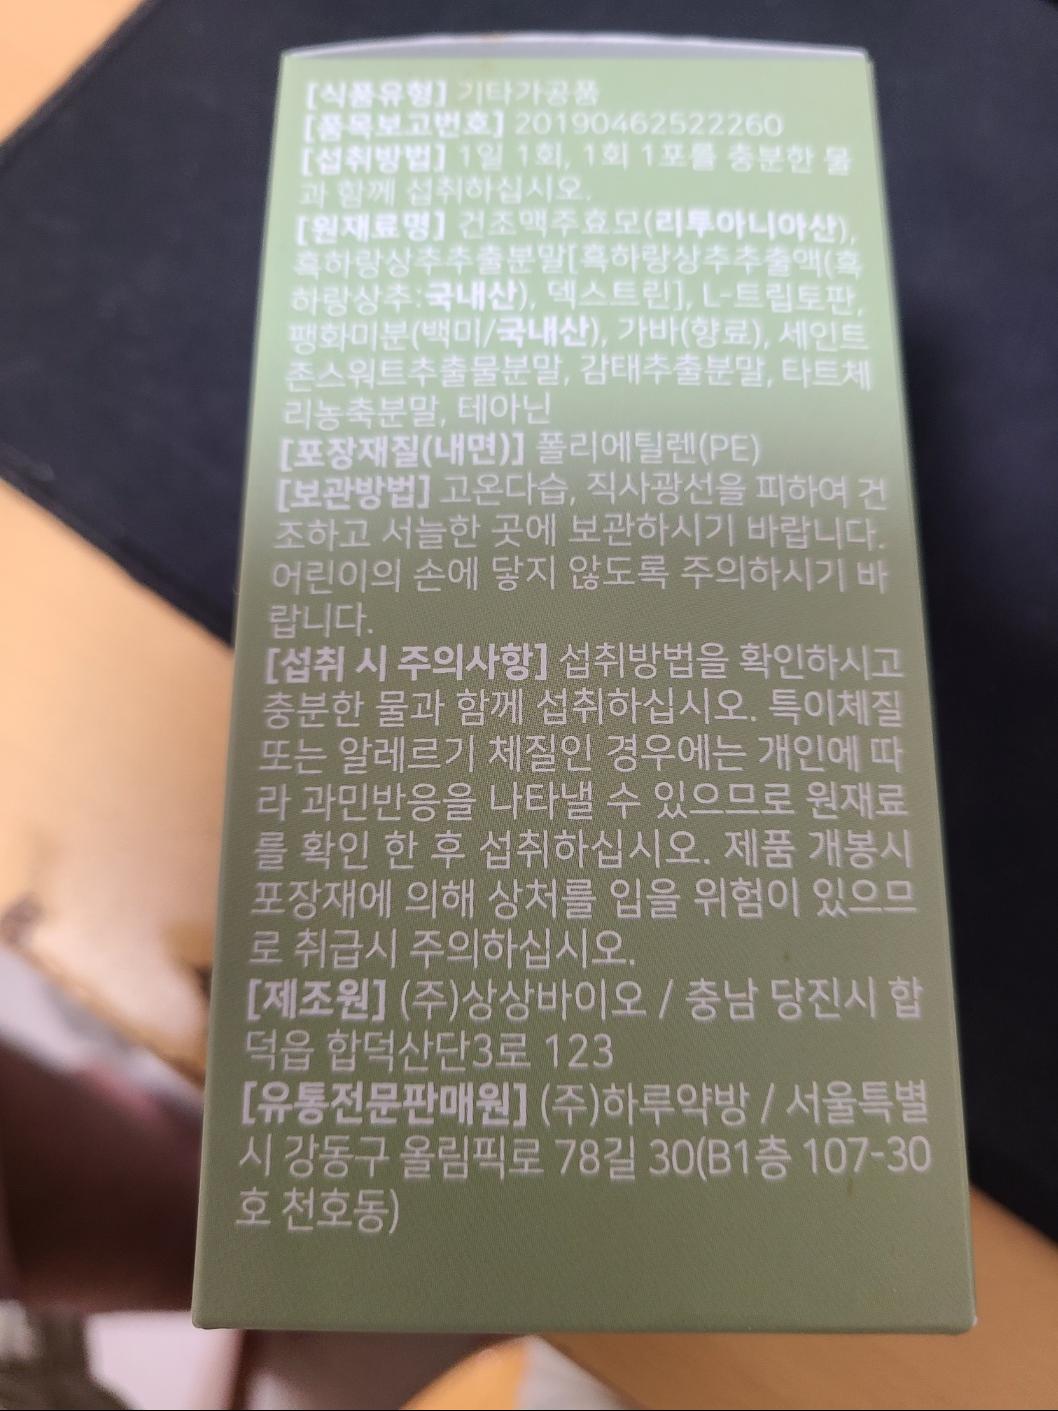 [식품유형] 기타가공품
[품목보고번호] 20190462522260
[섭취방법] 1일 1회, 1회 1포를 충분한 물
과 함께 섭취하십시오.
[원재료명] 건조맥주효모(리투아니아산),
흑하랑상추추출분말[흑하랑상추추출액(흑
하랑상추:국내산), 덱스트린], L-트립토판,
팽화미분(백미/국내산), 가바(향료), 세인트
존스워트추출물분말, 감태추출분말, 타트체
리농축분말, 테아닌
[포장재질(내면)] 폴리에틸렌(PE)
[보관방법] 고온다습, 직사광선을 피하여 건
조하고 서늘한 곳에 보관하시기 바랍니다.
어린이의 손에 닿지 않도록 주의하시기 바
랍니다.
[섭취 시 주의사항] 섭취방법을 확인하시고
충분한 물과 함께 섭취하십시오. 특이체질
또는 알레르기 체질인 경우에는 개인에 따
라 과민반응을 나타낼 수 있으므로 원재료
를 확인 한 후 섭취하십시오. 제품 개봉시
포장재에 의해 상처를 입을 위험이 있으므
로 취급시 주의하십시오.
[제조원] (주)상상바이오 / 충남 당진시 합
덕읍 합덕산단3로 123
[유통전문판매원] (주)하루약방 / 서울특별
시 강동구 올림픽로 78길 30(B1층 107-30
호 천호동)